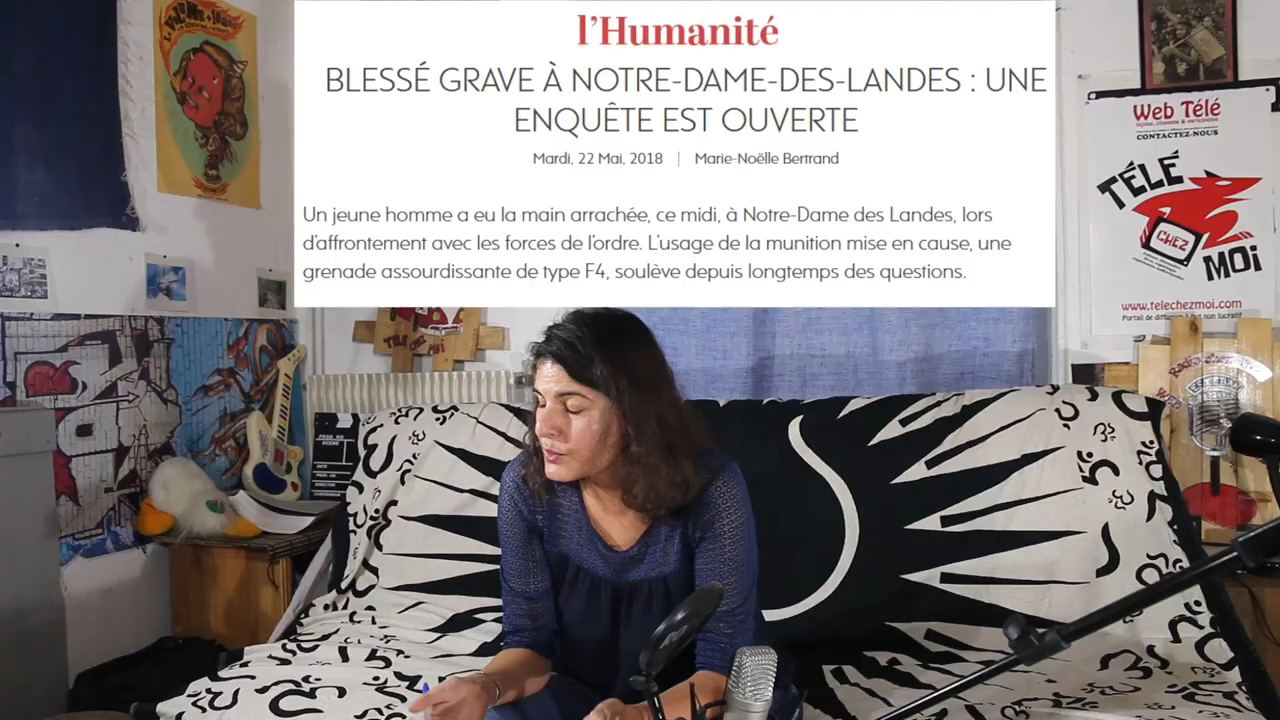 l'Humanité
BLESSÉ GRAVE À NOTRE-DAME-DES-LANDES : UNE
ENQUÊTE EST OUVERTE
Mardi, 22 Mai, 2018 | Marie-Noëlle Bertrand
Un jeune homme a eu la main arrachée, ce midi, à Notre-Dame des Landes, lors
d'affrontement avec les forces de l'ordre. L'usage de la munition mise en cause, une
grenade assourdissante de type F4, soulève depuis longtemps des questions.
Web Télé
CONTACTEZ-NOUS
TÉLÉ
CHEZ
MOi
www.telechezmoi.com
TÉLÉ CHEZ MOI